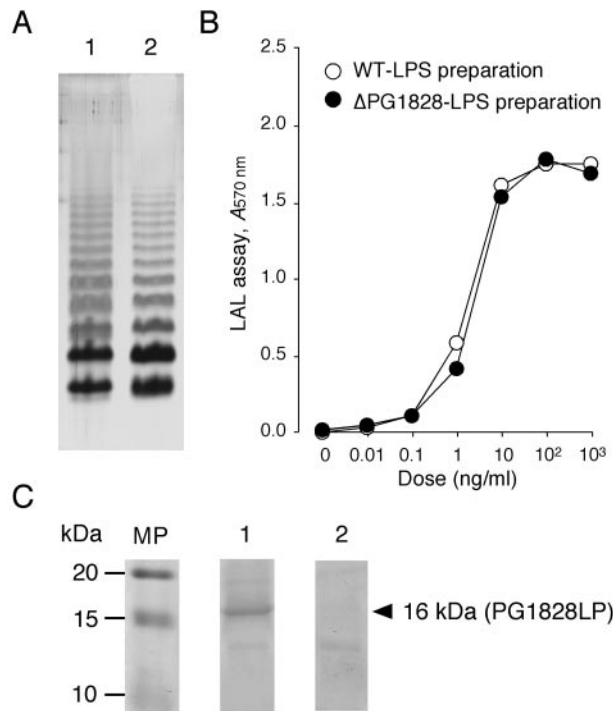 A
1 2
B
2.5
2.0
1.5
1.0
0.5
0.0
LAL assay, A570 nm
WT-LPS preparation
ΔPG1828-LPS preparation
0 0.01 0.1 1 10 10² 10³
Dose (ng/ml)
C
kDa MP 1 2
20
15
10
16 kDa (PG1828LP)